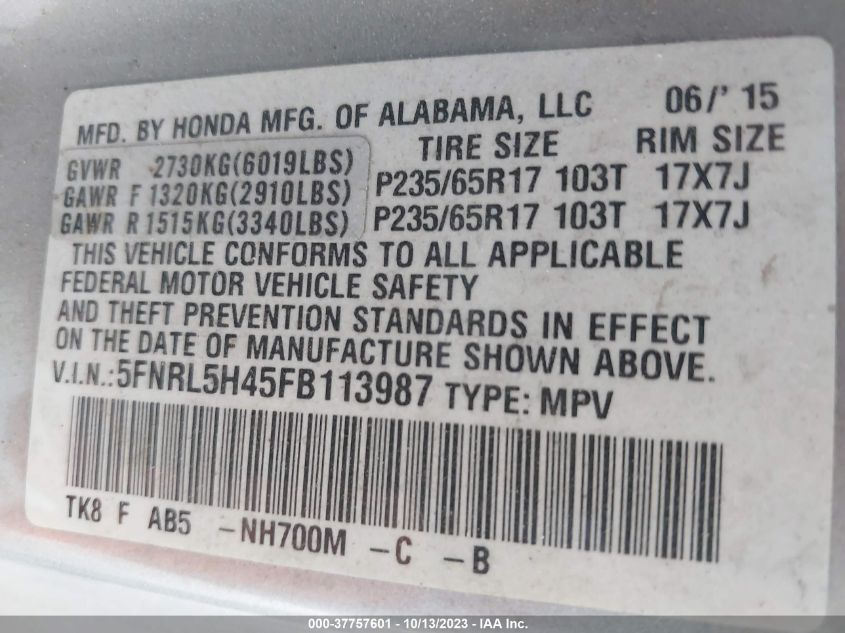 MFD. BY HONDA MFG. OF ALABAMA, LLC 06/' 15
TIRE SIZE RIM SIZE
GVWR 2730KG(6019LBS)
GAWR F 1320KG(2910LBS) P235/65R17 103T 17X7J
GAWR R 1515KG(3340LBS) P235/65R17 103T 17X7J
THIS VEHICLE CONFORMS TO ALL APPLICABLE
FEDERAL MOTOR VEHICLE SAFETY
AND THEFT PREVENTION STANDARDS IN EFFECT
ON THE DATE OF MANUFACTURE SHOWN ABOVE.
V.I.N.:5FNRL5H45FB113987 TYPE: MPV
TK8 F AB5 -NH700M -C -B
000-37757601 - 10/13/2023 - IAA Inc.